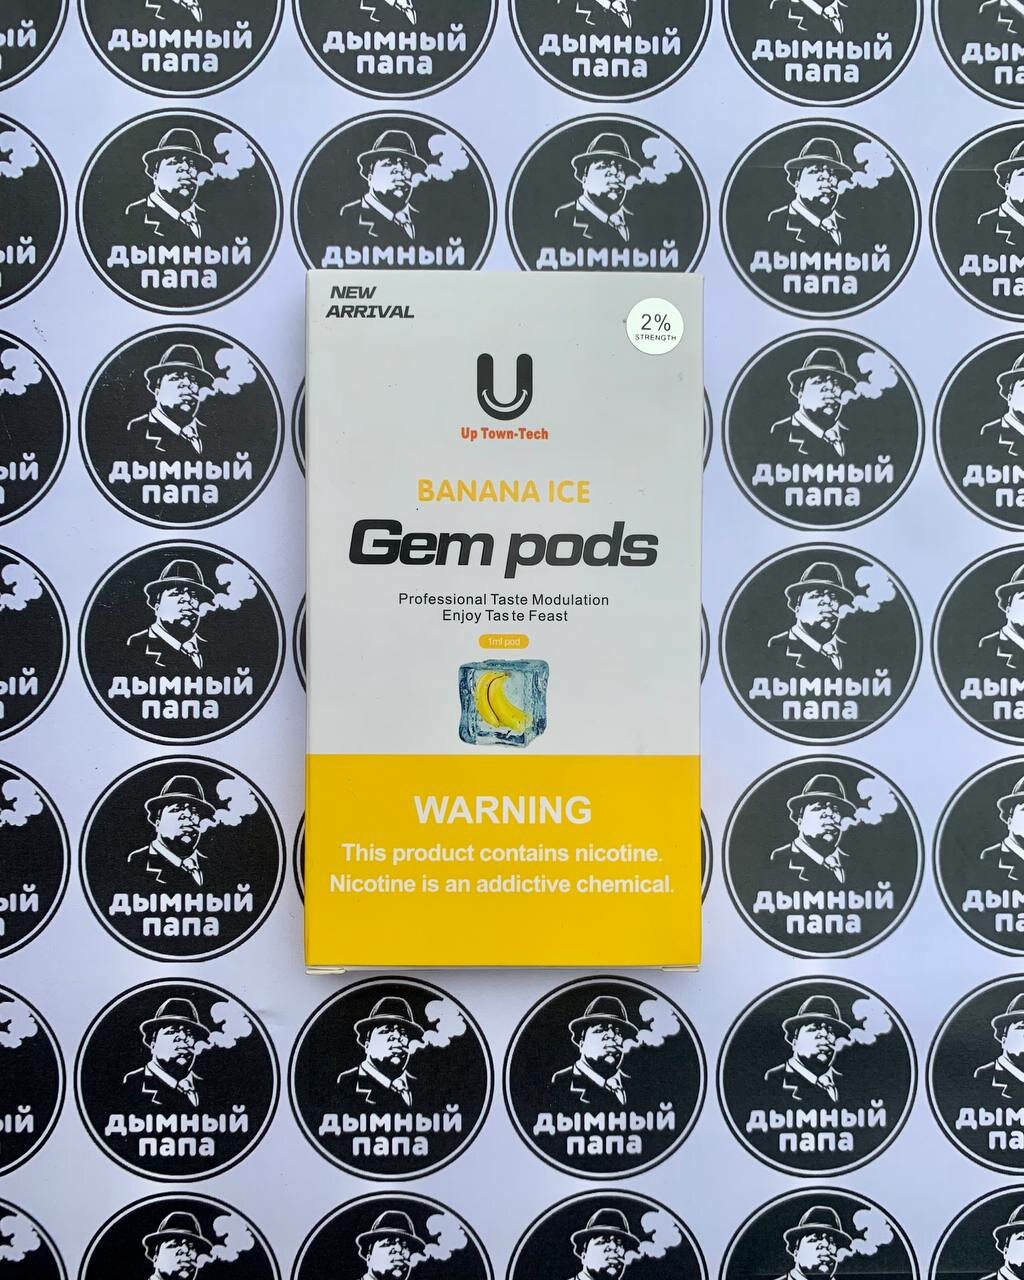 дымный
папа
NEW
ARRIVAL
2%
STRENGTH
U
Up Town-Tech
BANANA ICE
Gem pods
Professional Taste Modulation
Enjoy Taste Feast
1ml pod
WARNING
This product contains nicotine.
Nicotine is an addictive chemical.